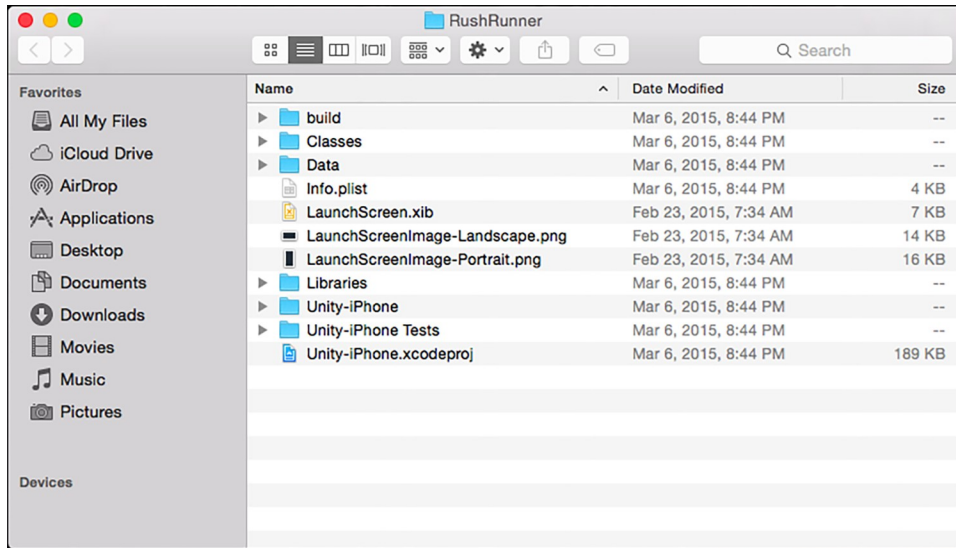 RushRunner
Search
Favorites
All My Files
iCloud Drive
AirDrop
Applications
Desktop
Documents
Downloads
Movies
Music
Pictures
Devices
Name Date Modified Size
build Mar 6, 2015, 8:44 PM --
Classes Mar 6, 2015, 8:44 PM --
Data Mar 6, 2015, 8:44 PM --
Info.plist Mar 6, 2015, 8:44 PM 4 KB
LaunchScreen.xib Feb 23, 2015, 7:34 AM 7 KB
LaunchScreenImage-Landscape.png Feb 23, 2015, 7:34 AM 14 KB
LaunchScreenImage-Portrait.png Feb 23, 2015, 7:34 AM 16 KB
Libraries Mar 6, 2015, 8:44 PM --
Unity-iPhone Mar 6, 2015, 8:44 PM --
Unity-iPhone Tests Mar 6, 2015, 8:44 PM --
Unity-iPhone.xcodeproj Mar 6, 2015, 8:44 PM 189 KB